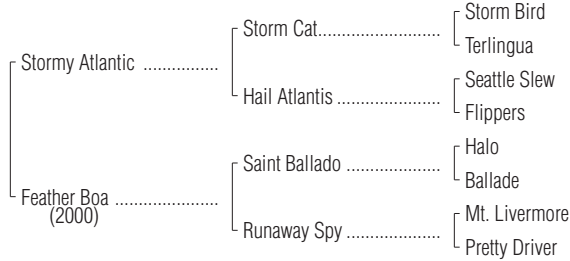 Storm Bird
Storm Cat....................
Terlingua
Stormy Atlantic ............
Seattle Slew
Hail Atlantis .................
Flippers
Halo
Saint Ballado ................
Ballade
Feather Boa .................
(2000)
Mt. Livermore
Runaway Spy ................
Pretty Driver